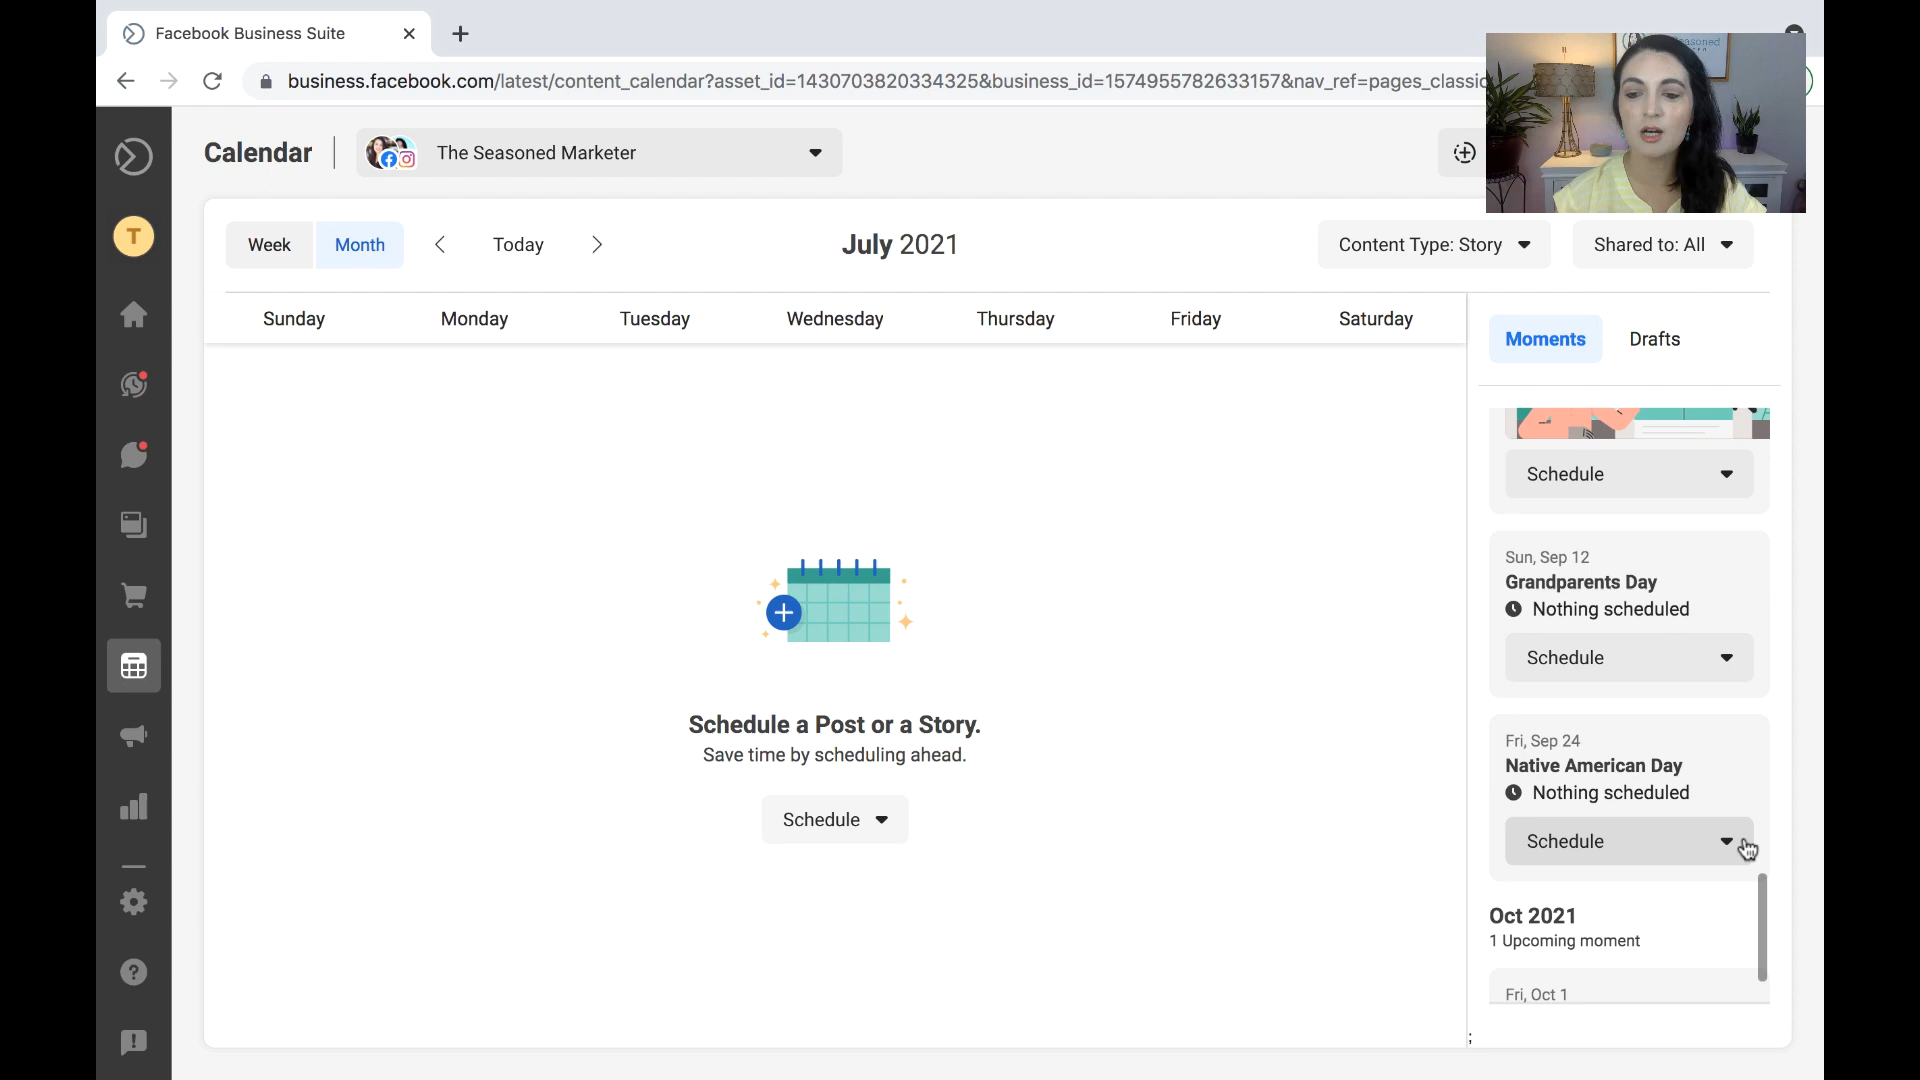 Facebook Business Suite
business.facebook.com/latest/content_calendar?asset_id=1430703820334325&business_id=1574955782633157&nav_ref=pages_classic
Calendar
The Seasoned Marketer
T
Week
Month
Today
July 2021
Content Type: Story
Shared to: All
Sunday
Monday
Tuesday
Wednesday
Thursday
Friday
Saturday
Moments
Drafts
Schedule
Sun, Sep 12
Grandparents Day
Nothing scheduled
Schedule
Fri, Sep 24
Native American Day
Nothing scheduled
Schedule
Oct 2021
1 Upcoming moment
Fri, Oct 1
;
Schedule a Post or a Story.
Save time by scheduling ahead.
Schedule